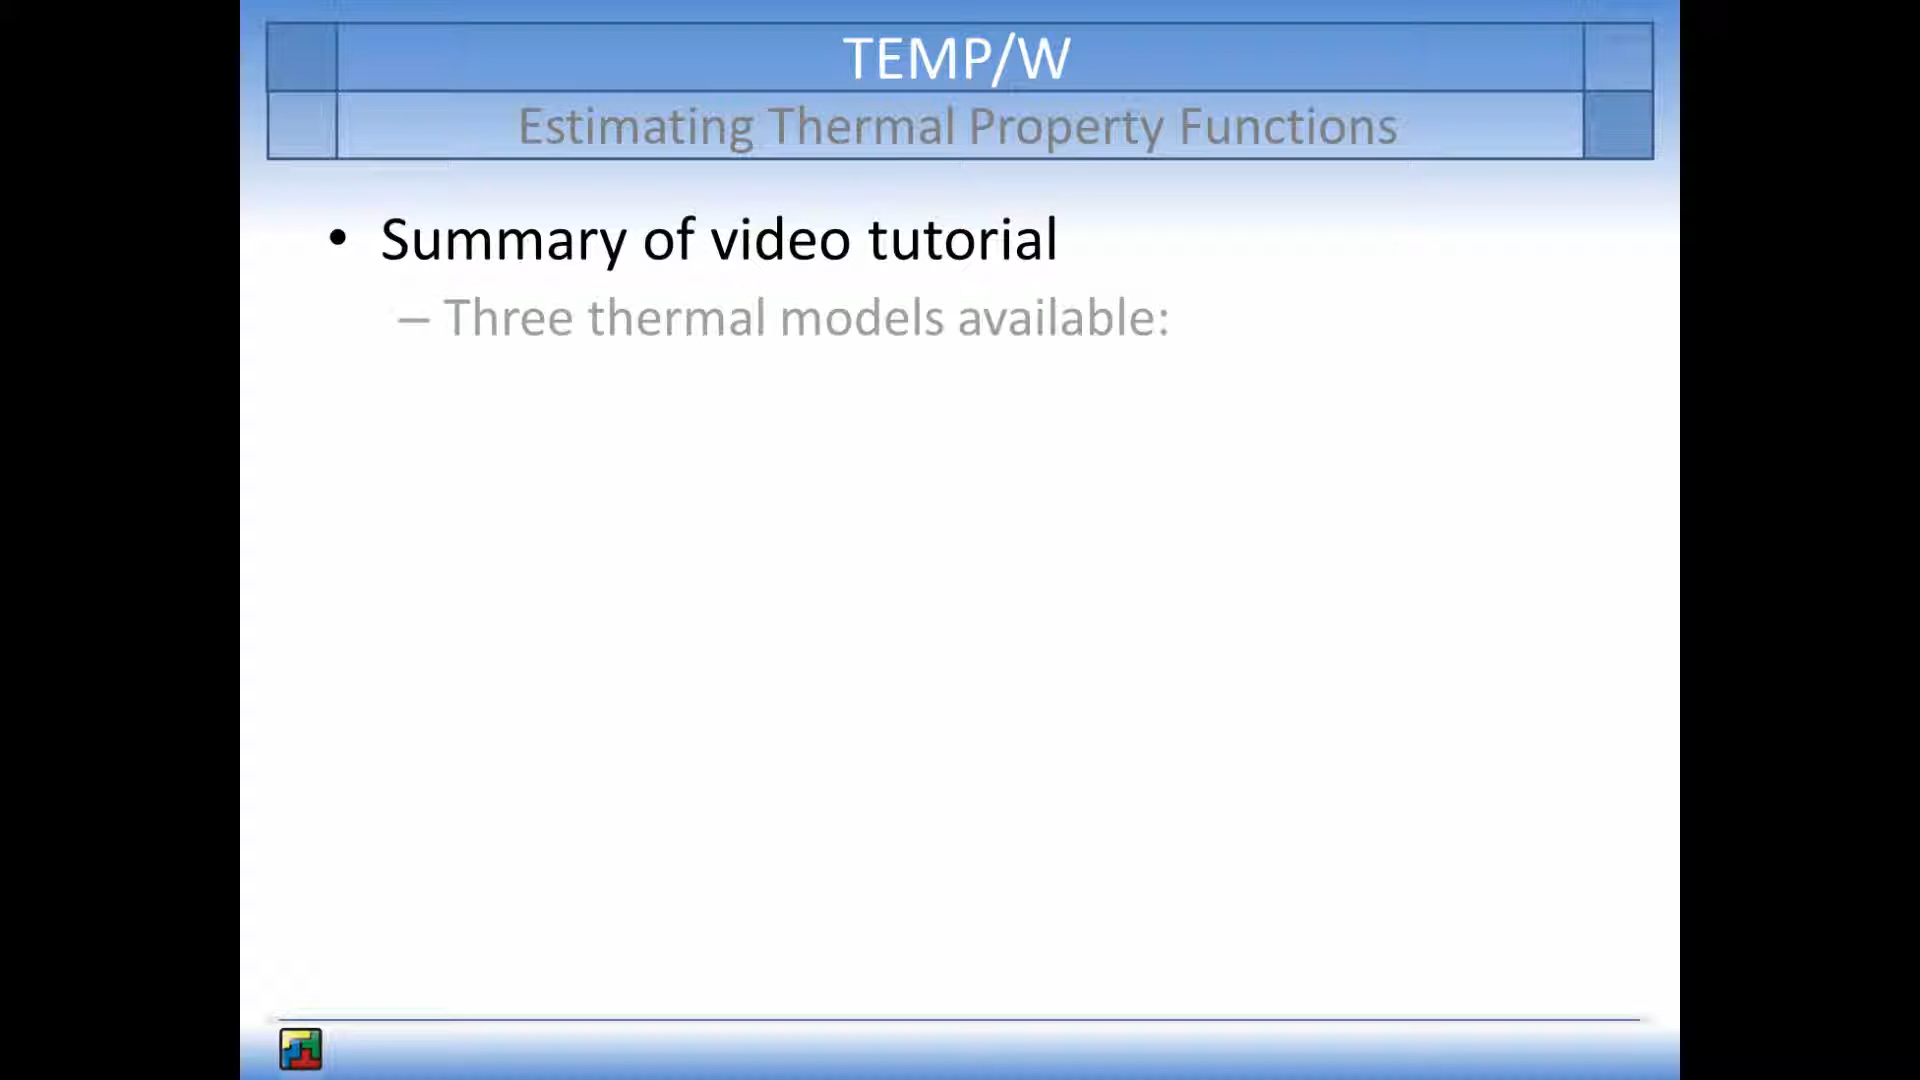 TEMP/W
Estimating Thermal Property Functions
• Summary of video tutorial
– Three thermal models available: